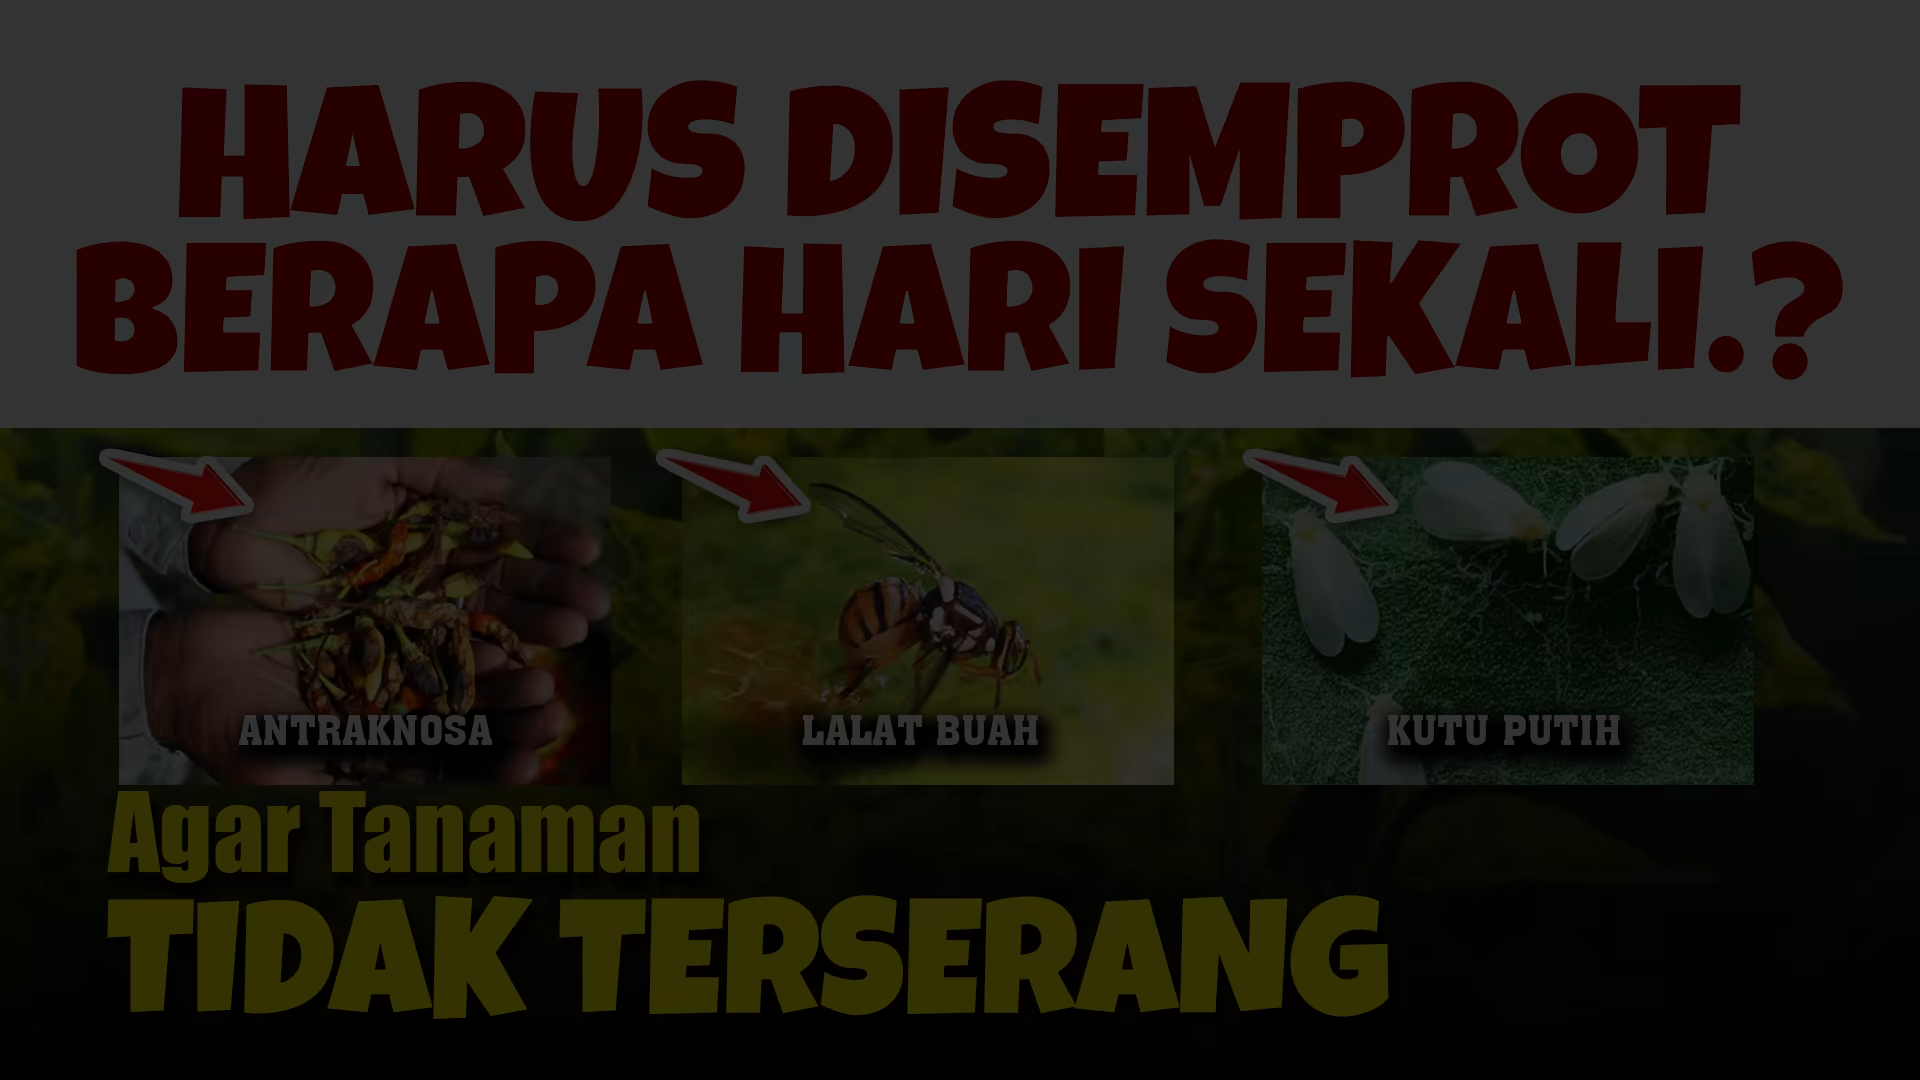 HARUS DISEMPROT
BERAPA HARI SEKALI.?
ANTRAKNOSA
LALAT BUAH
KUTU PUTIH
Agar Tanaman
TIDAK TERSERANG